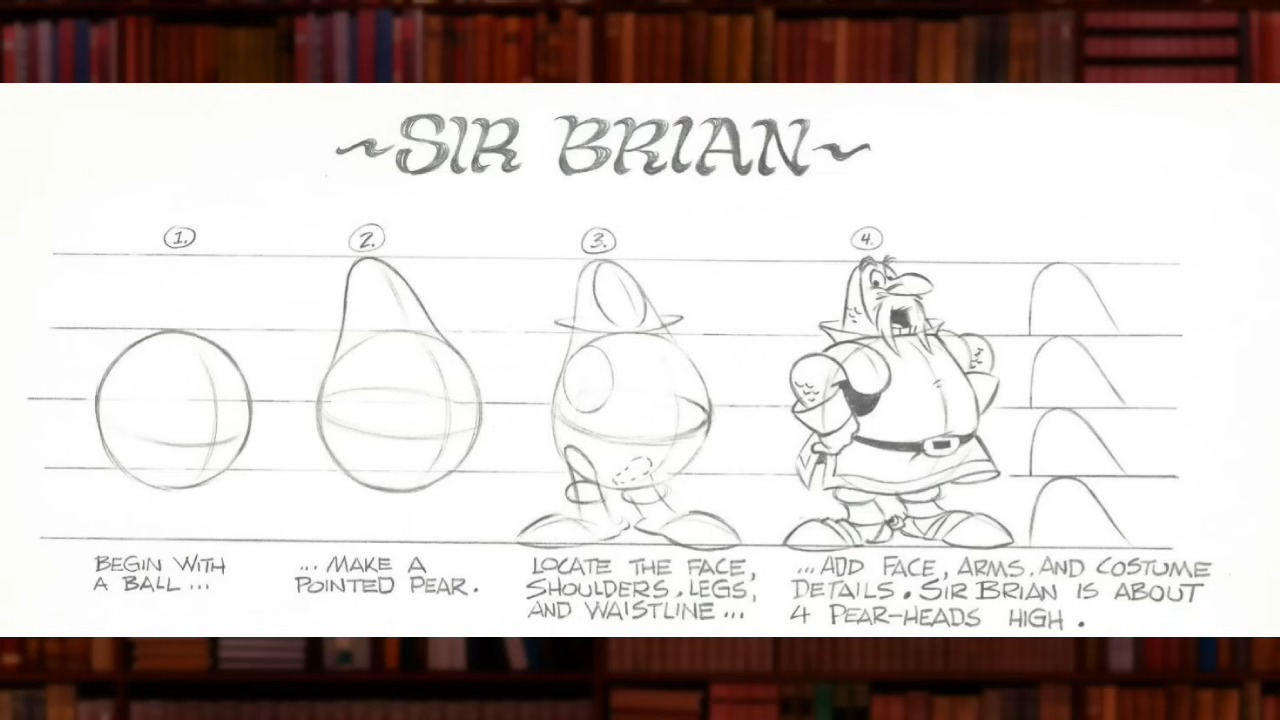 ~SIR BRIAN~
1.
2.
3.
4.
BEGIN WITH
A BALL ...
... MAKE A
POINTED PEAR.
LOCATE THE FACE,
SHOULDERS, LEGS,
AND WAISTLINE ...
... ADD FACE, ARMS, AND COSTUME
DETAILS. SIR BRIAN IS ABOUT
4 PEAR-HEADS HIGH.